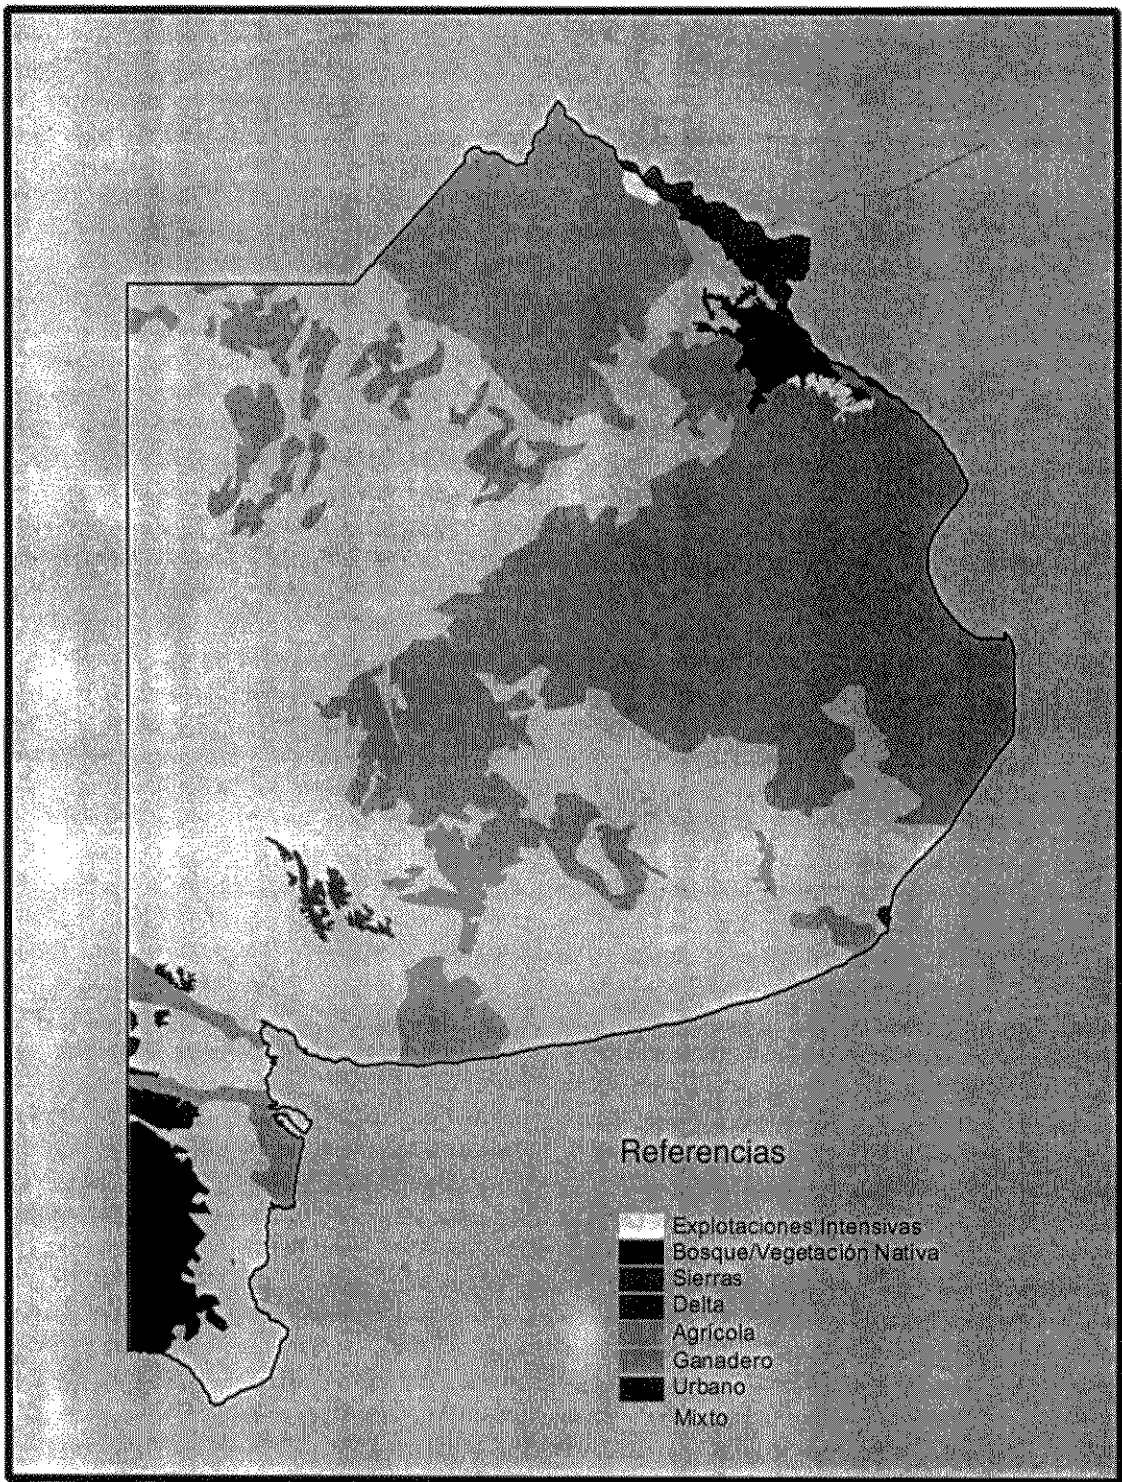 Referencias
Explotaciones Intensivas
Bosque/Vegetación Nativa
Sierras
Delta
Agrícola
Ganadero
Urbano
Mixto